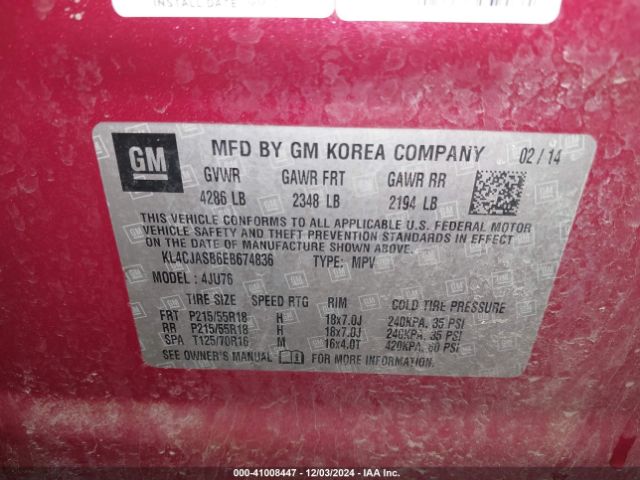 INSTALL DATE
GM
MFD BY GM KOREA COMPANY 02 / 14
GVWR GAWR FRT GAWR RR
4286 LB 2348 LB 2194 LB
THIS VEHICLE CONFORMS TO ALL APPLICABLE U.S. FEDERAL MOTOR
VEHICLE SAFETY AND THEFT PREVENTION STANDARDS IN EFFECT
ON THE DATE OF MANUFACTURE SHOWN ABOVE.
KL4CJASB6EB674836 TYPE: MPV
MODEL : 4JU76
TIRE SIZE SPEED RTG RIM COLD TIRE PRESSURE
FRT P215/55R18 H 18x7.0J 240KPA, 35 PSI
RR P215/55R18 H 18x7.0J 240KPA, 35 PSI
SPA T125/70R16 M 16x4.0T 420KPA, 60 PSI
SEE OWNER'S MANUAL FOR MORE INFORMATION
000-41008447 - 12/03/2024 - IAA Inc.